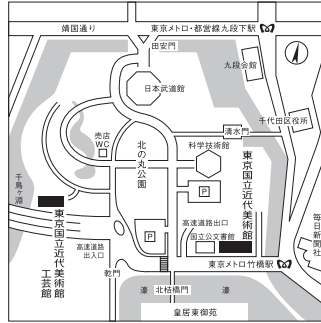 靖国通り
東京メトロ・都営線九段下駅
田安門
九段会館
日本武道館
千代田区役所
清水門
売店
WC
北の丸公園
科学技術館
東京国立近代美術館
P
千鳥ヶ淵
東京国立近代美術館
工芸館
高速道路
出入口
P
高速道路出口
国立公文書館
毎日新聞社
乾門
東京メトロ竹橋駅
濠
北桔橋門
濠
皇居東御苑